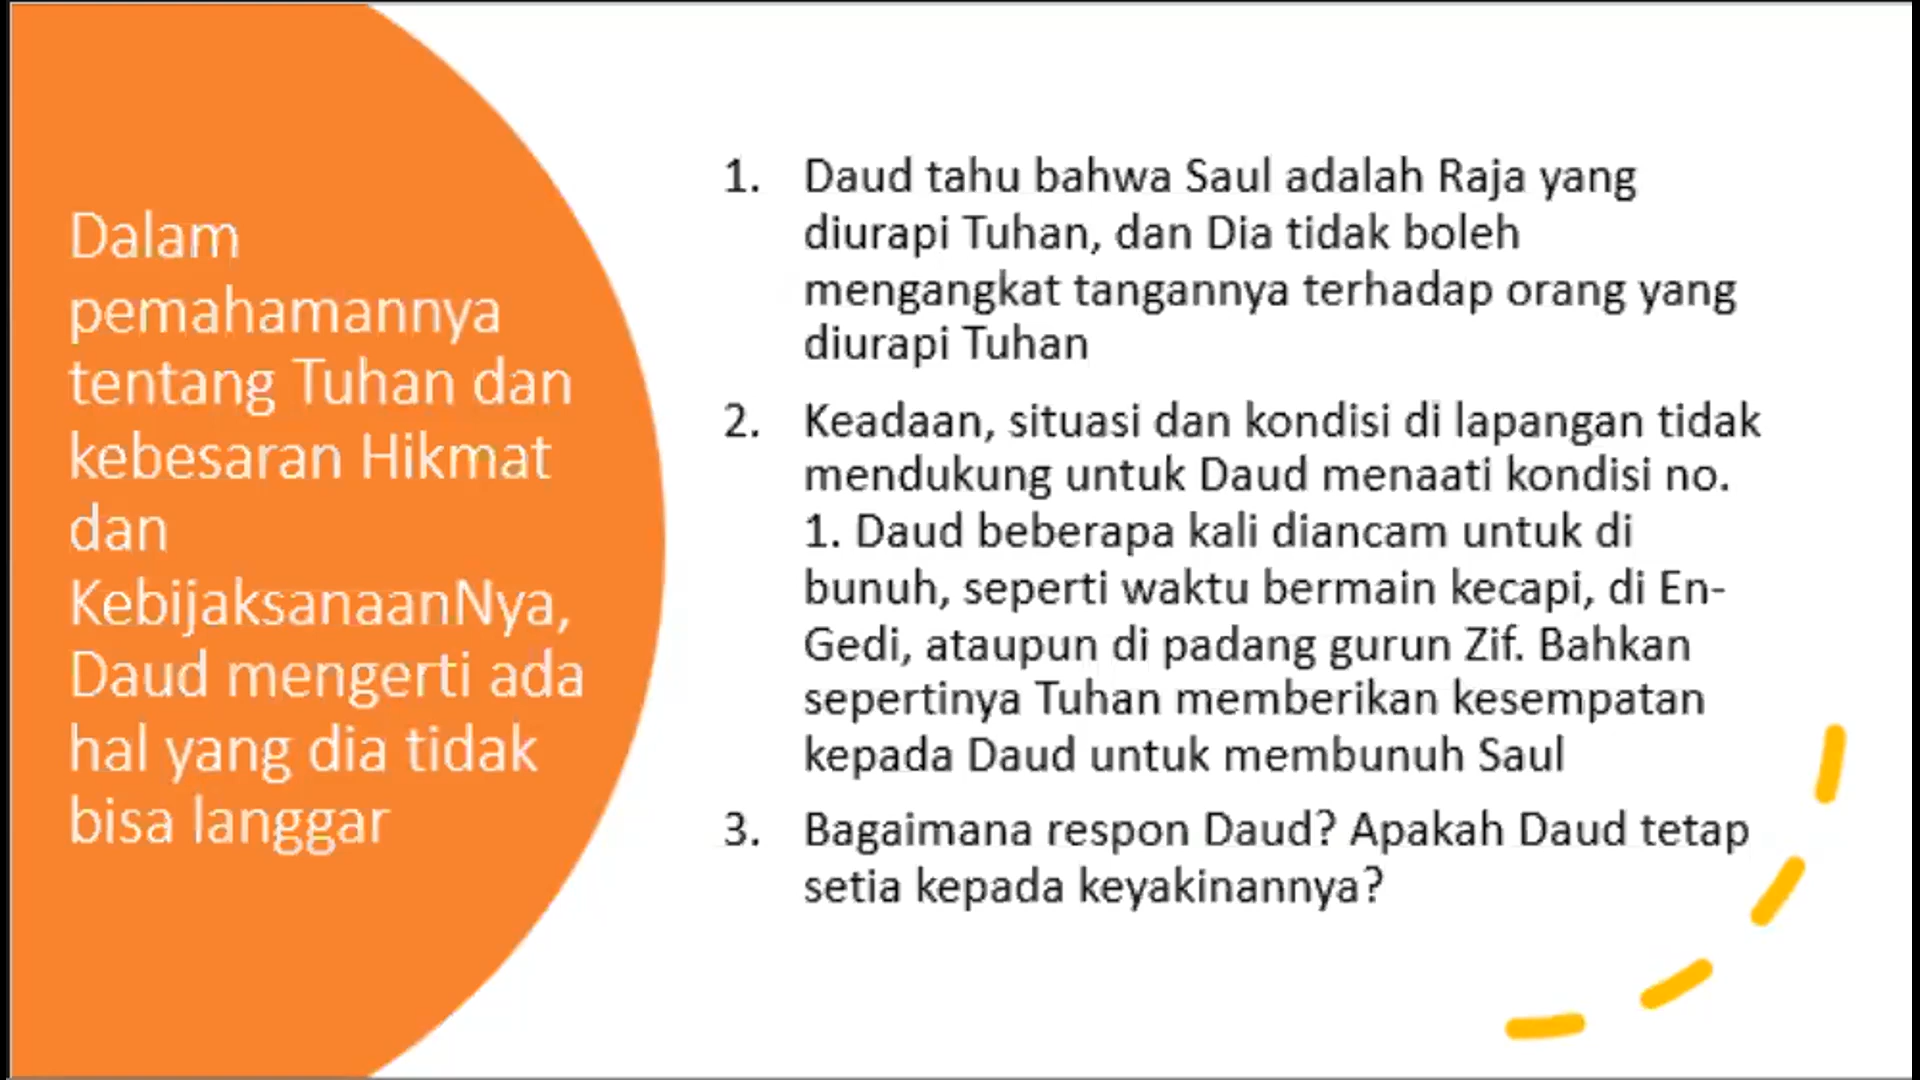 Dalam
pemahamannya
tentang Tuhan dan
kebesaran Hikmat
dan
KebijaksanaanNya,
Daud mengerti ada
hal yang dia tidak
bisa langgar
1. Daud tahu bahwa Saul adalah Raja yang
diurapi Tuhan, dan Dia tidak boleh
mengangkat tangannya terhadap orang yang
diurapi Tuhan
2. Keadaan, situasi dan kondisi di lapangan tidak
mendukung untuk Daud menaati kondisi no.
1. Daud beberapa kali diancam untuk di
bunuh, seperti waktu bermain kecapi, di En-
Gedi, ataupun di padang gurun Zif. Bahkan
sepertinya Tuhan memberikan kesempatan
kepada Daud untuk membunuh Saul
3. Bagaimana respon Daud? Apakah Daud tetap
setia kepada keyakinannya?